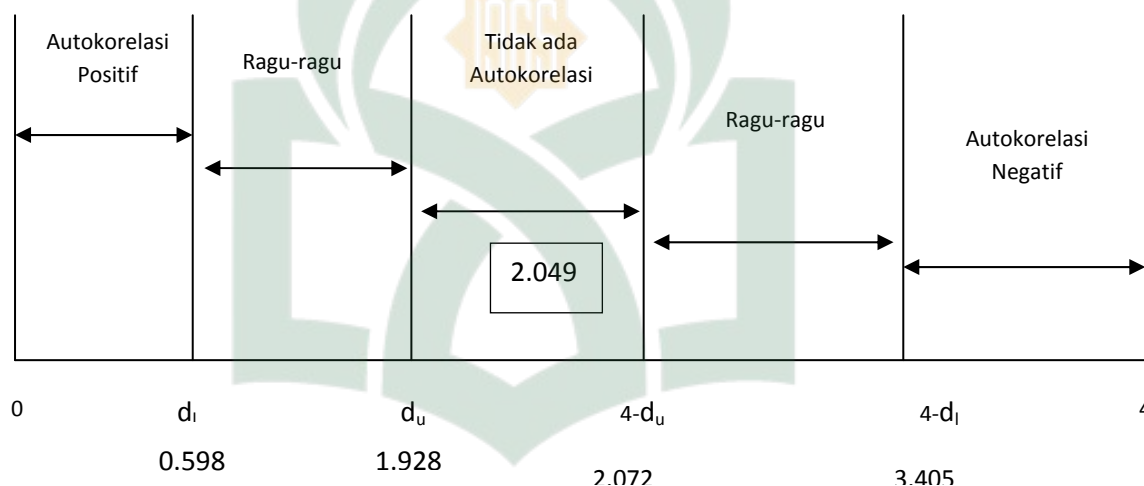 Autokorelasi
Positif
Ragu-ragu
Tidak ada
Autokorelasi
Ragu-ragu
Autokorelasi
Negatif
2.049
0 dₗ dᵤ 4-dᵤ 4-dₗ 4
0.598 1.928 2.072 3.405